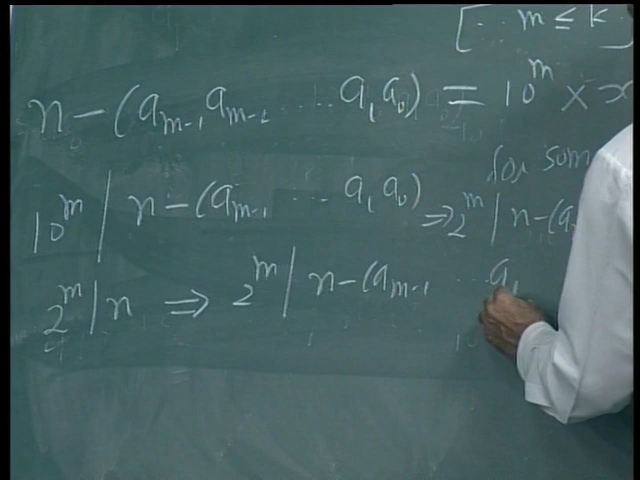 [∵ m ≤ k]
n - (a_{m-1} a_{m-2} ..... a_1 a_0) = 10^m × x
for som
10^m | n - (a_{m-1} ... a_1 a_0) ⇒ 2^m | n - (a
2^m | n ⇒ 2^m | n - (a_{m-1} ... a_1